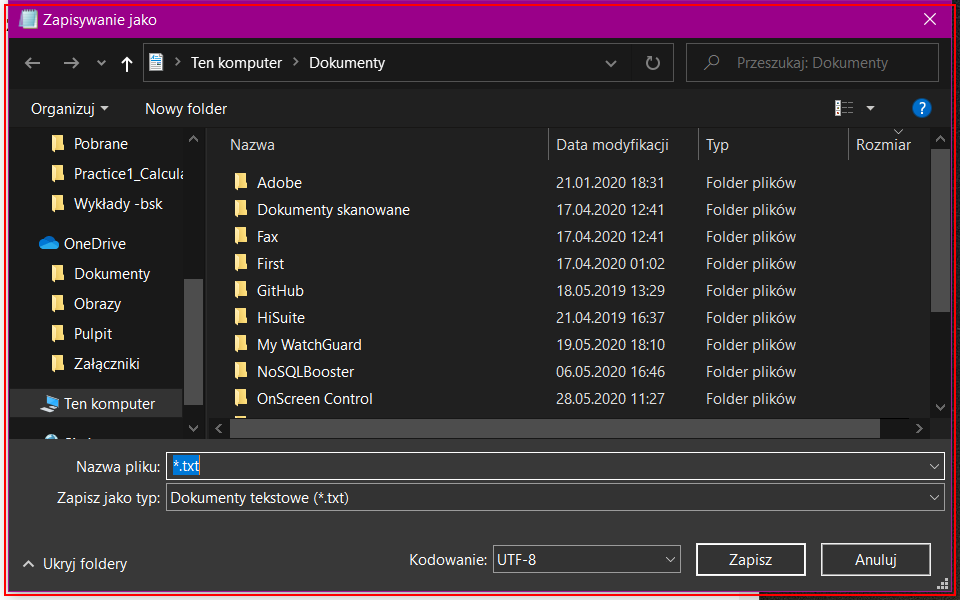 Zapisywanie jako
Ten komputer Dokumenty
Przeszukaj: Dokumenty
Organizuj Nowy folder
?
Pobrane
Practice1_Calcula
Wykłady -bsk
OneDrive
Dokumenty
Obrazy
Pulpit
Załączniki
Ten komputer
Nazwa Data modyfikacji Typ Rozmiar
Adobe 21.01.2020 18:31 Folder plików
Dokumenty skanowane 17.04.2020 12:41 Folder plików
Fax 17.04.2020 12:41 Folder plików
First 17.04.2020 01:02 Folder plików
GitHub 18.05.2019 13:29 Folder plików
HiSuite 21.04.2019 16:37 Folder plików
My WatchGuard 19.05.2020 18:10 Folder plików
NoSQLBooster 06.05.2020 16:46 Folder plików
OnScreen Control 28.05.2020 11:27 Folder plików
Nazwa pliku: *.txt
Zapisz jako typ: Dokumenty tekstowe (*.txt)
Ukryj foldery Kodowanie: UTF-8 Zapisz Anuluj